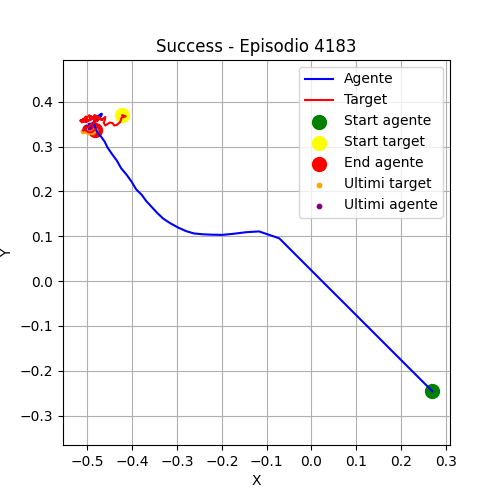 Success - Episodio 4183
Agente
Target
Start agente
Start target
End agente
Ultimi target
Ultimi agente
0.4
0.3
0.2
0.1
0.0
−0.1
−0.2
−0.3
Y
−0.5
−0.4
−0.3
−0.2
−0.1
0.0
0.1
0.2
0.3
X